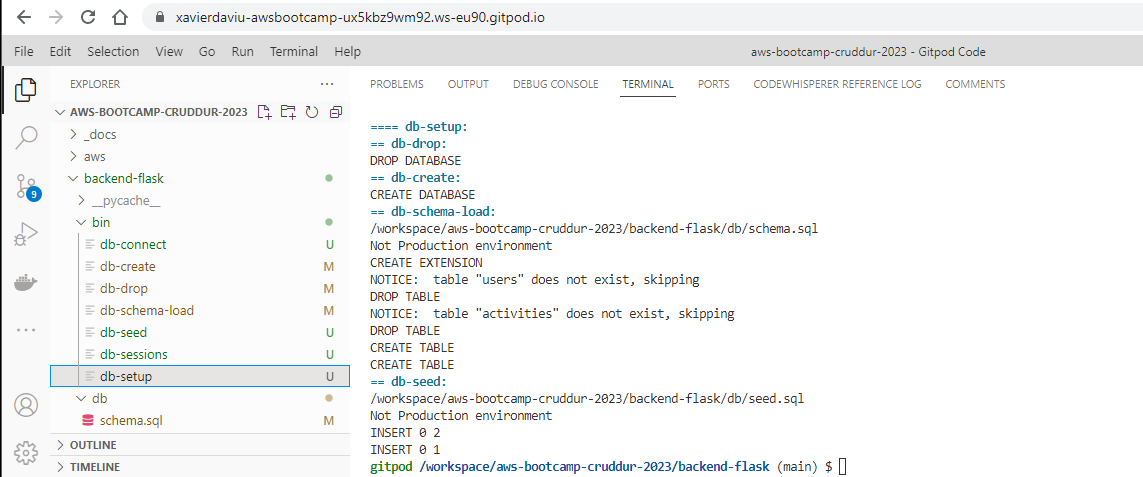 xavierdaviu-awsbootcamp-ux5kbz9wm92.ws-eu90.gitpod.io
File Edit Selection View Go Run Terminal Help
aws-bootcamp-cruddur-2023 - Gitpod Code
EXPLORER
AWS-BOOTCAMP-CRUDDUR-2023
_docs
aws
backend-flask
__pycache__
bin
db-connect U
db-create M
db-drop M
db-schema-load M
db-seed U
db-sessions U
db-setup U
db
schema.sql M
OUTLINE
TIMELINE
9
PROBLEMS OUTPUT DEBUG CONSOLE TERMINAL PORTS CODEWHISPERER REFERENCE LOG COMMENTS
==== db-setup:
== db-drop:
DROP DATABASE
== db-create:
CREATE DATABASE
== db-schema-load:
/workspace/aws-bootcamp-cruddur-2023/backend-flask/db/schema.sql
Not Production environment
CREATE EXTENSION
NOTICE:  table "users" does not exist, skipping
DROP TABLE
NOTICE:  table "activities" does not exist, skipping
DROP TABLE
CREATE TABLE
CREATE TABLE
== db-seed:
/workspace/aws-bootcamp-cruddur-2023/backend-flask/db/seed.sql
Not Production environment
INSERT 0 2
INSERT 0 1
gitpod /workspace/aws-bootcamp-cruddur-2023/backend-flask (main) $